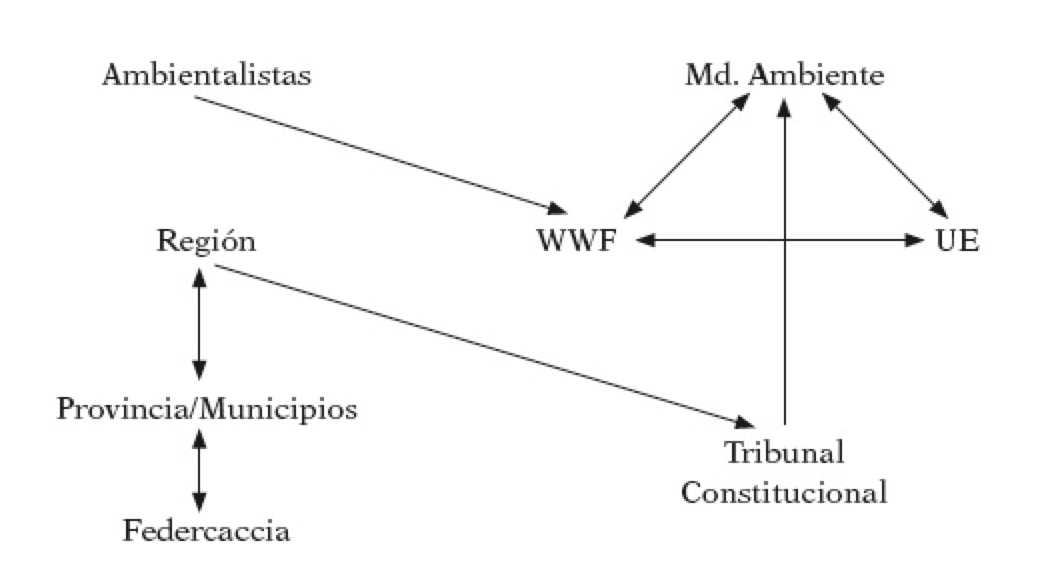 Ambientalistas
Md. Ambiente
Región
WWF
UE
Provincia/Municipios
Tribunal
Constitucional
Federcaccia